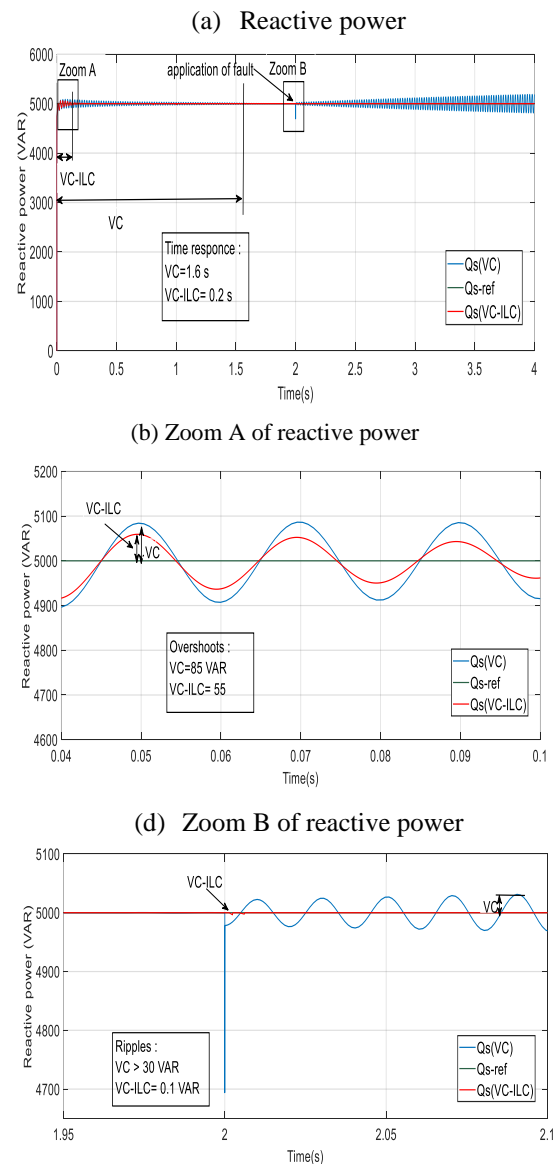 (a) Reactive power
6000
5000
4000
3000
2000
1000
0
Reactive power (VAR)
Zoom A
application of fault
Zoom B
VC-ILC
VC
Time responce :
VC=1.6 s
VC-ILC= 0.2 s
Qs(VC)
Qs-ref
Qs(VC-ILC)
0 0.5 1 1.5 2 2.5 3 3.5 4
Time(s)
(b) Zoom A of reactive power
5200
5100
5000
4900
4800
4700
4600
Reactive power (VAR)
VC-ILC
VC
Overshoots :
VC=85 VAR
VC-ILC= 55
Qs(VC)
Qs-ref
Qs(VC-ILC)
0.04 0.05 0.06 0.07 0.08 0.09 0.1
Time(s)
(d) Zoom B of reactive power
5100
5000
4900
4800
4700
Reactive power (VAR)
VC-ILC
VC
Ripples :
VC > 30 VAR
VC-ILC= 0.1 VAR
Qs(VC)
Qs-ref
Qs(VC-ILC)
1.95 2 2.05 2.1
Time(s)